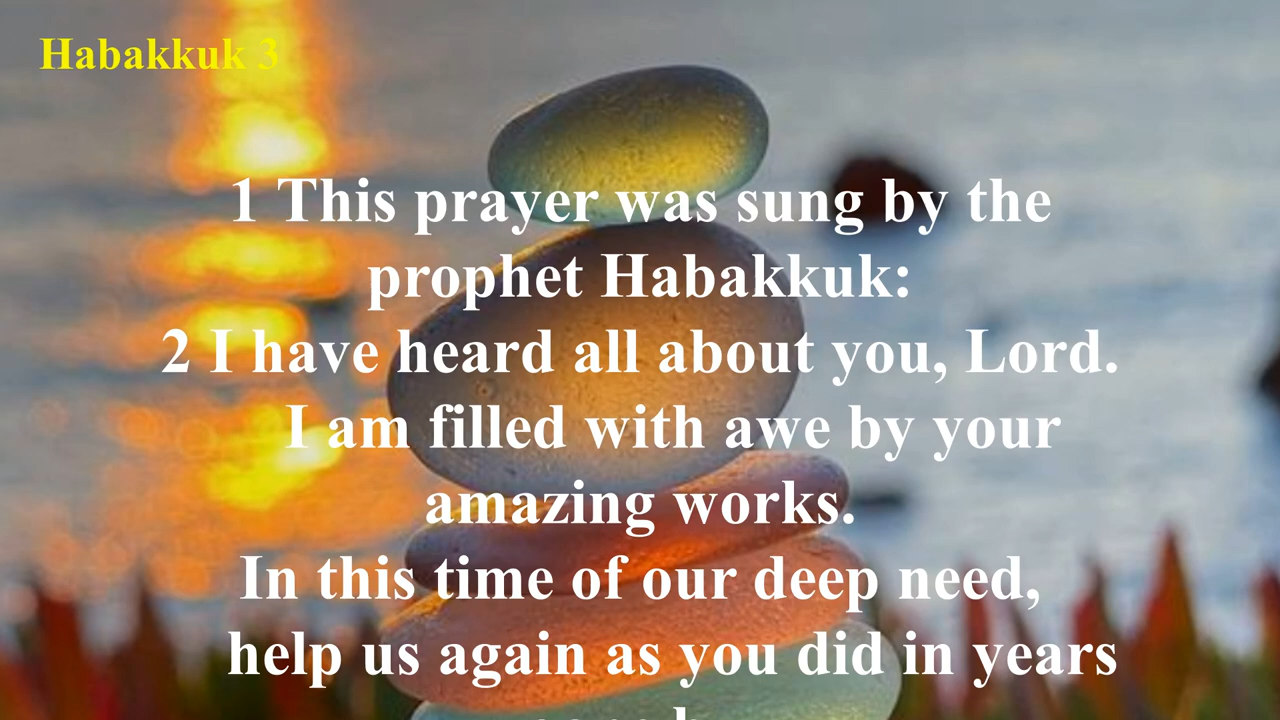 Habakkuk 3
1 This prayer was sung by the
prophet Habakkuk:
2 I have heard all about you, Lord.
I am filled with awe by your
amazing works.
In this time of our deep need,
help us again as you did in years